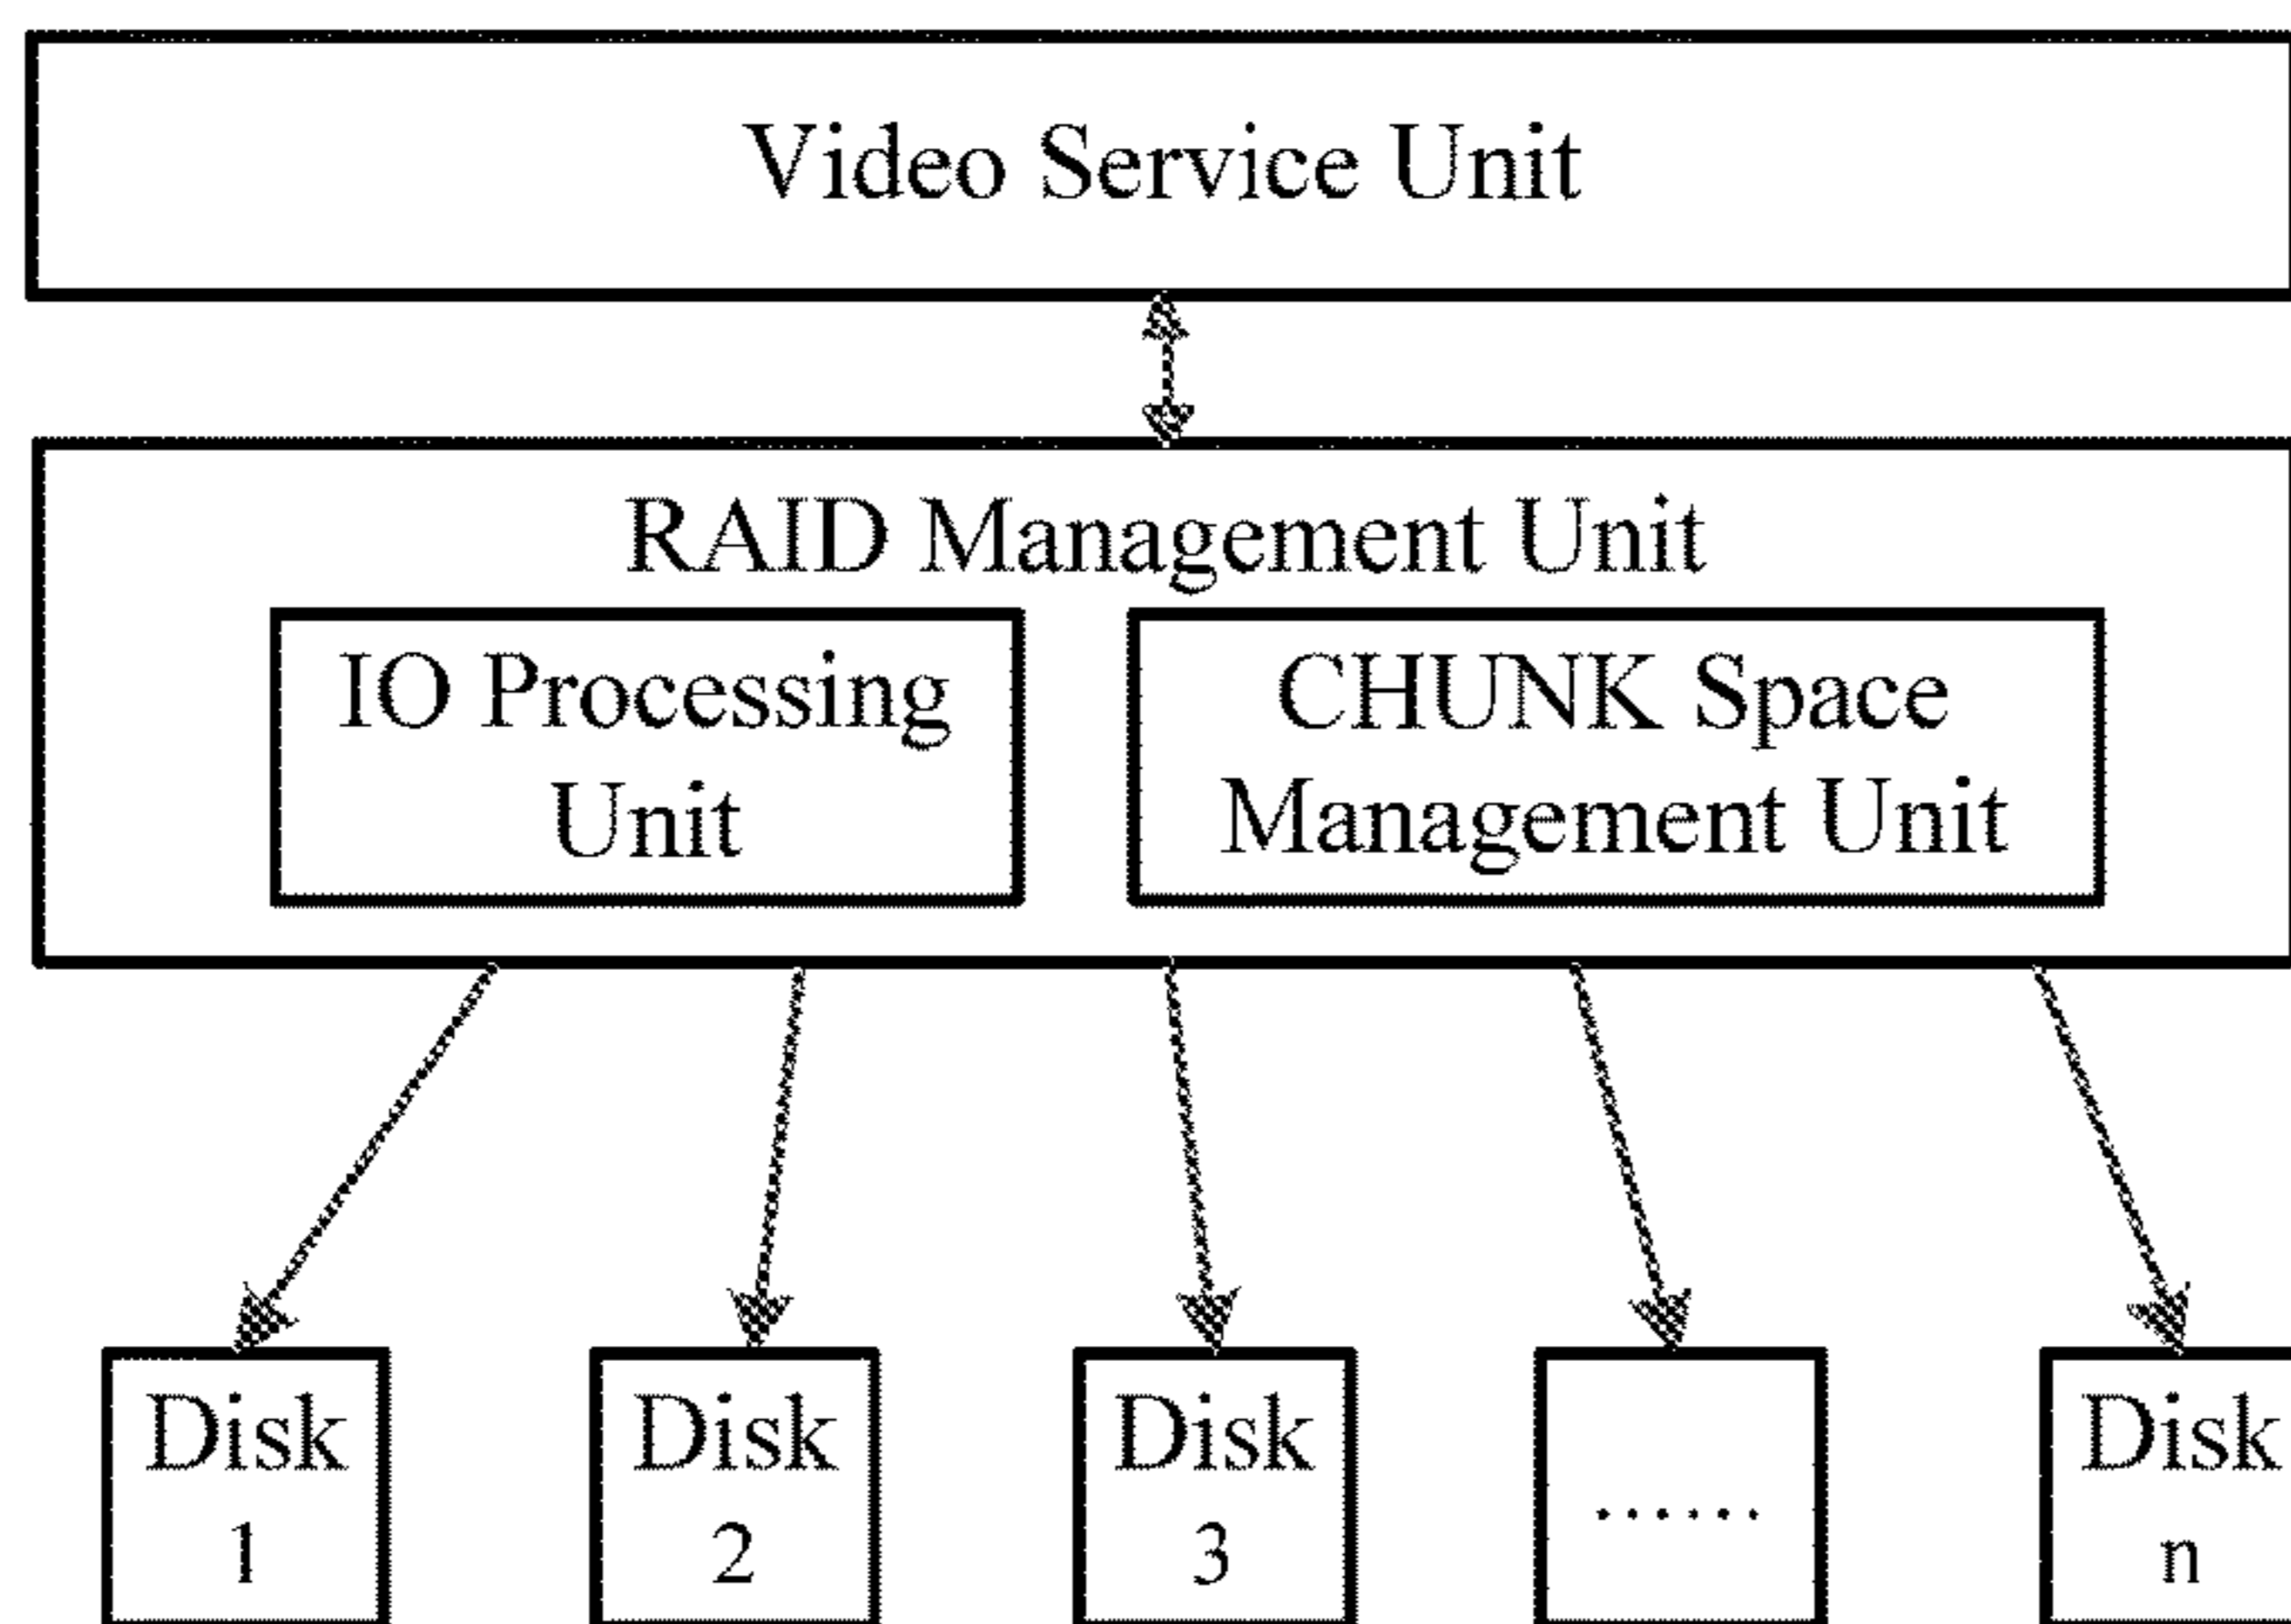 Video Service Unit
RAID Management Unit
IO Processing
Unit
CHUNK Space
Management Unit
Disk
1
Disk
2
Disk
3
......
Disk
n